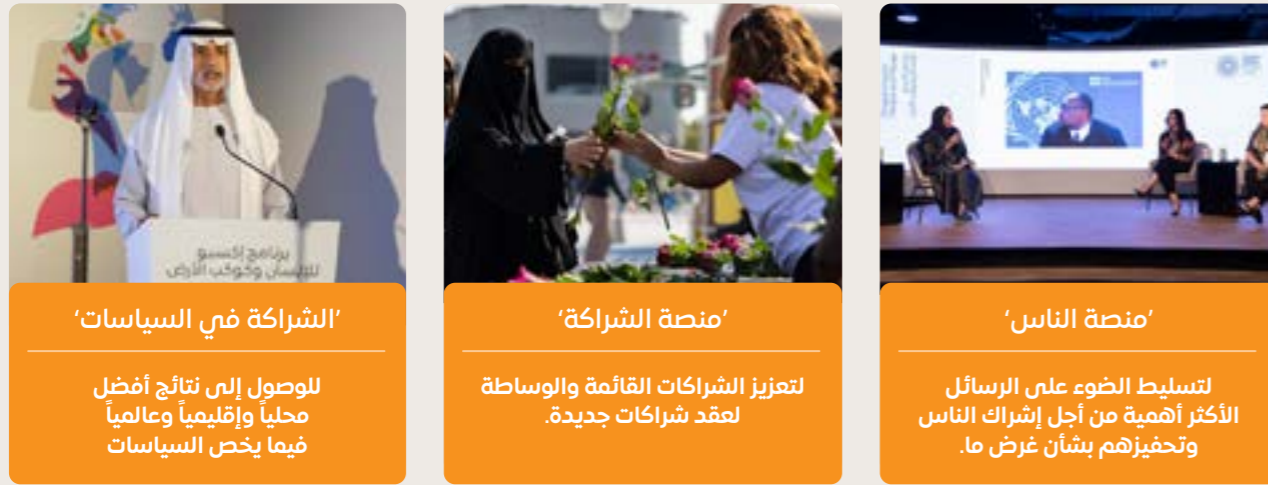 'منصة الناس'
لتسليط الضوء على الرسائل
الأكثر أهمية من أجل إشراك الناس
وتحفيزهم بشأن غرض ما.
'منصة الشراكة'
لتعزيز الشراكات القائمة والوساطة
لعقد شراكات جديدة.
برنامج إكسبو
للإنسان وكوكب الأرض
'الشراكة في السياسات'
للوصول إلى نتائج أفضل
محلياً وإقليمياً وعالمياً
فيما يخص السياسات